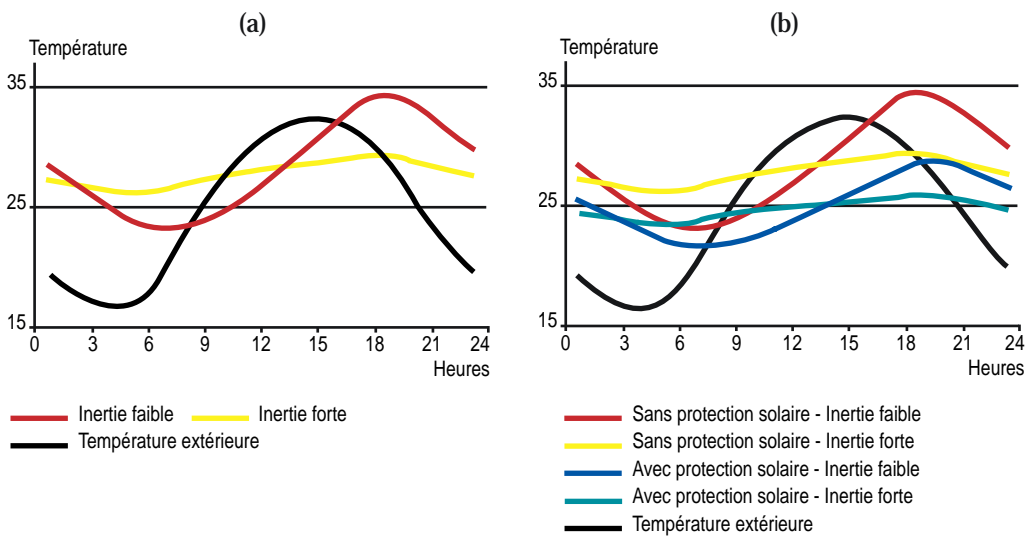 (a)
Température
35
25
15
0 3 6 9 12 15 18 21 24
Heures
Inertie faible Inertie forte
Température extérieure
(b)
Température
35
25
15
0 3 6 9 12 15 18 21 24
Heures
Sans protection solaire - Inertie faible
Sans protection solaire - Inertie forte
Avec protection solaire - Inertie faible
Avec protection solaire - Inertie forte
Température extérieure